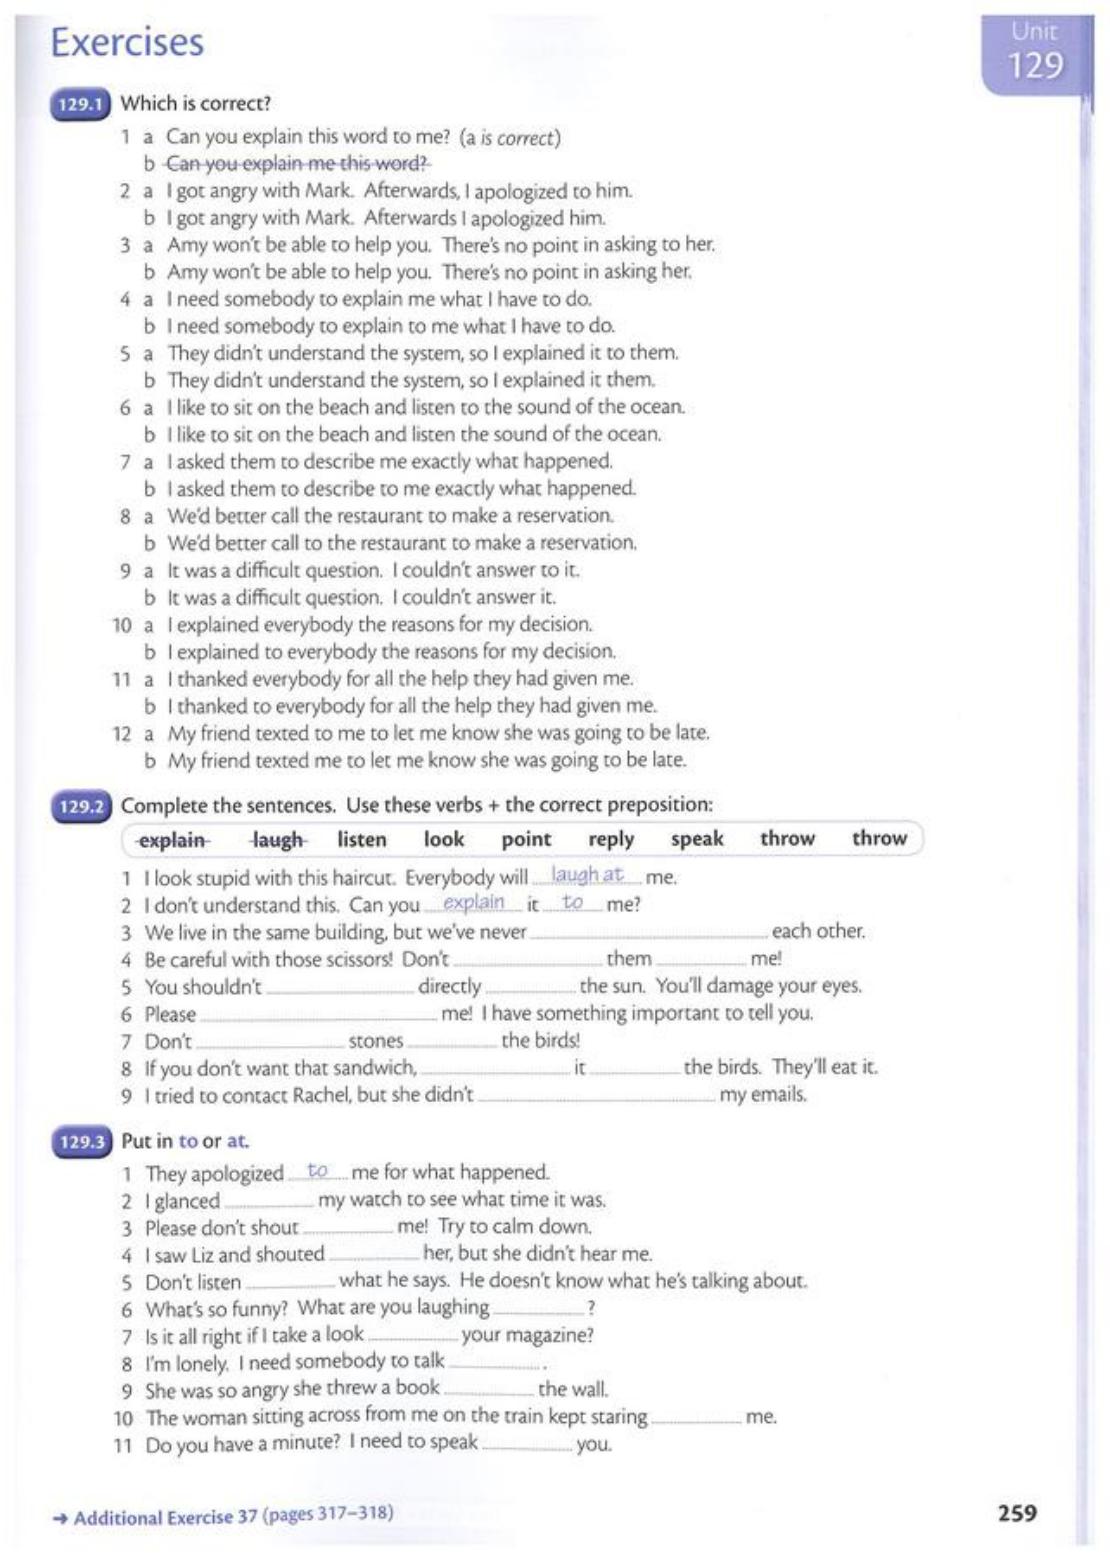 Exercises
Unit
129
129.1 Which is correct?
1 a Can you explain this word to me? (a is correct)
b Can you explain me this word?
2 a I got angry with Mark. Afterwards, I apologized to him.
b I got angry with Mark. Afterwards I apologized him.
3 a Amy won't be able to help you. There's no point in asking to her.
b Amy won't be able to help you. There's no point in asking her.
4 a I need somebody to explain me what I have to do.
b I need somebody to explain to me what I have to do.
5 a They didn't understand the system, so I explained it to them.
b They didn't understand the system, so I explained it them.
6 a I like to sit on the beach and listen to the sound of the ocean.
b I like to sit on the beach and listen the sound of the ocean.
7 a I asked them to describe me exactly what happened.
b I asked them to describe to me exactly what happened.
8 a We'd better call the restaurant to make a reservation.
b We'd better call to the restaurant to make a reservation.
9 a It was a difficult question. I couldn't answer to it.
b It was a difficult question. I couldn't answer it.
10 a I explained everybody the reasons for my decision.
b I explained to everybody the reasons for my decision.
11 a I thanked everybody for all the help they had given me.
b I thanked to everybody for all the help they had given me.
12 a My friend texted to me to let me know she was going to be late.
b My friend texted me to let me know she was going to be late.
129.2 Complete the sentences. Use these verbs + the correct preposition:
explain laugh listen look point reply speak throw throw
1 I look stupid with this haircut. Everybody will laugh at me.
2 I don't understand this. Can you explain it to me?
3 We live in the same building, but we've never ____ each other.
4 Be careful with those scissors! Don't ____ them ____ me!
5 You shouldn't ____ directly ____ the sun. You'll damage your eyes.
6 Please ____ me! I have something important to tell you.
7 Don't ____ stones ____ the birds!
8 If you don't want that sandwich, ____ it ____ the birds. They'll eat it.
9 I tried to contact Rachel, but she didn't ____ my emails.
129.3 Put in to or at.
1 They apologized to me for what happened.
2 I glanced ____ my watch to see what time it was.
3 Please don't shout ____ me! Try to calm down.
4 I saw Liz and shouted ____ her, but she didn't hear me.
5 Don't listen ____ what he says. He doesn't know what he's talking about.
6 What's so funny? What are you laughing ____ ?
7 Is it all right if I take a look ____ your magazine?
8 I'm lonely. I need somebody to talk ____ .
9 She was so angry she threw a book ____ the wall.
10 The woman sitting across from me on the train kept staring ____ me.
11 Do you have a minute? I need to speak ____ you.
→ Additional Exercise 37 (pages 317–318)
259